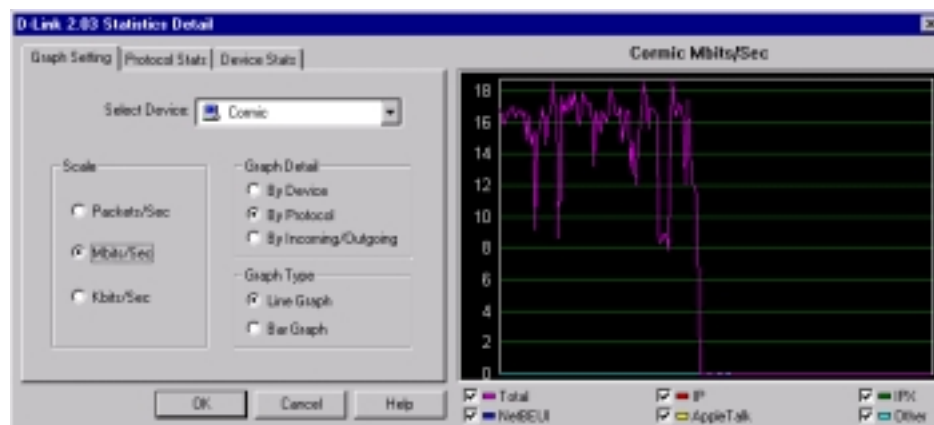 D-Link 2.03 Statistics Detail
Graph Setting
Protocol Stats
Device Stats
Select Device: Cormic
Scale
Packets/Sec
Mbits/Sec
Kbits/Sec
Graph Detail
By Device
By Protocol
By Incoming/Outgoing
Graph Type
Line Graph
Bar Graph
OK
Cancel
Help
Cormic Mbits/Sec
18
16
14
12
10
8
6
4
2
0
Total
IP
IPX
NetBEUI
AppleTalk
Other